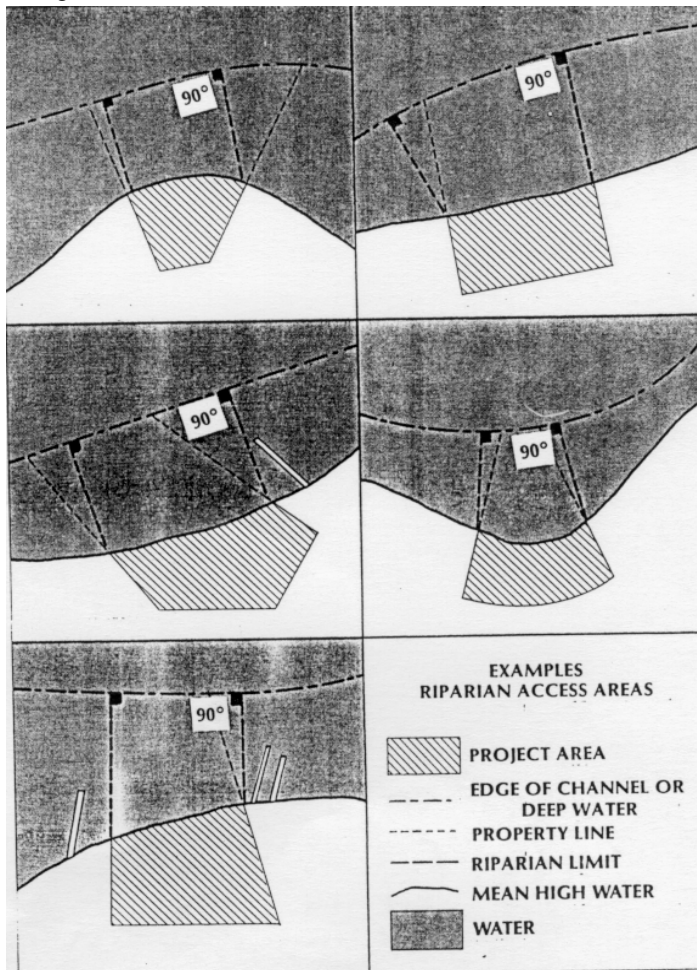 90°
90°
90°
90°
90°
EXAMPLES
RIPARIAN ACCESS AREAS
PROJECT AREA
EDGE OF CHANNEL OR
DEEP WATER
PROPERTY LINE
RIPARIAN LIMIT
MEAN HIGH WATER
WATER